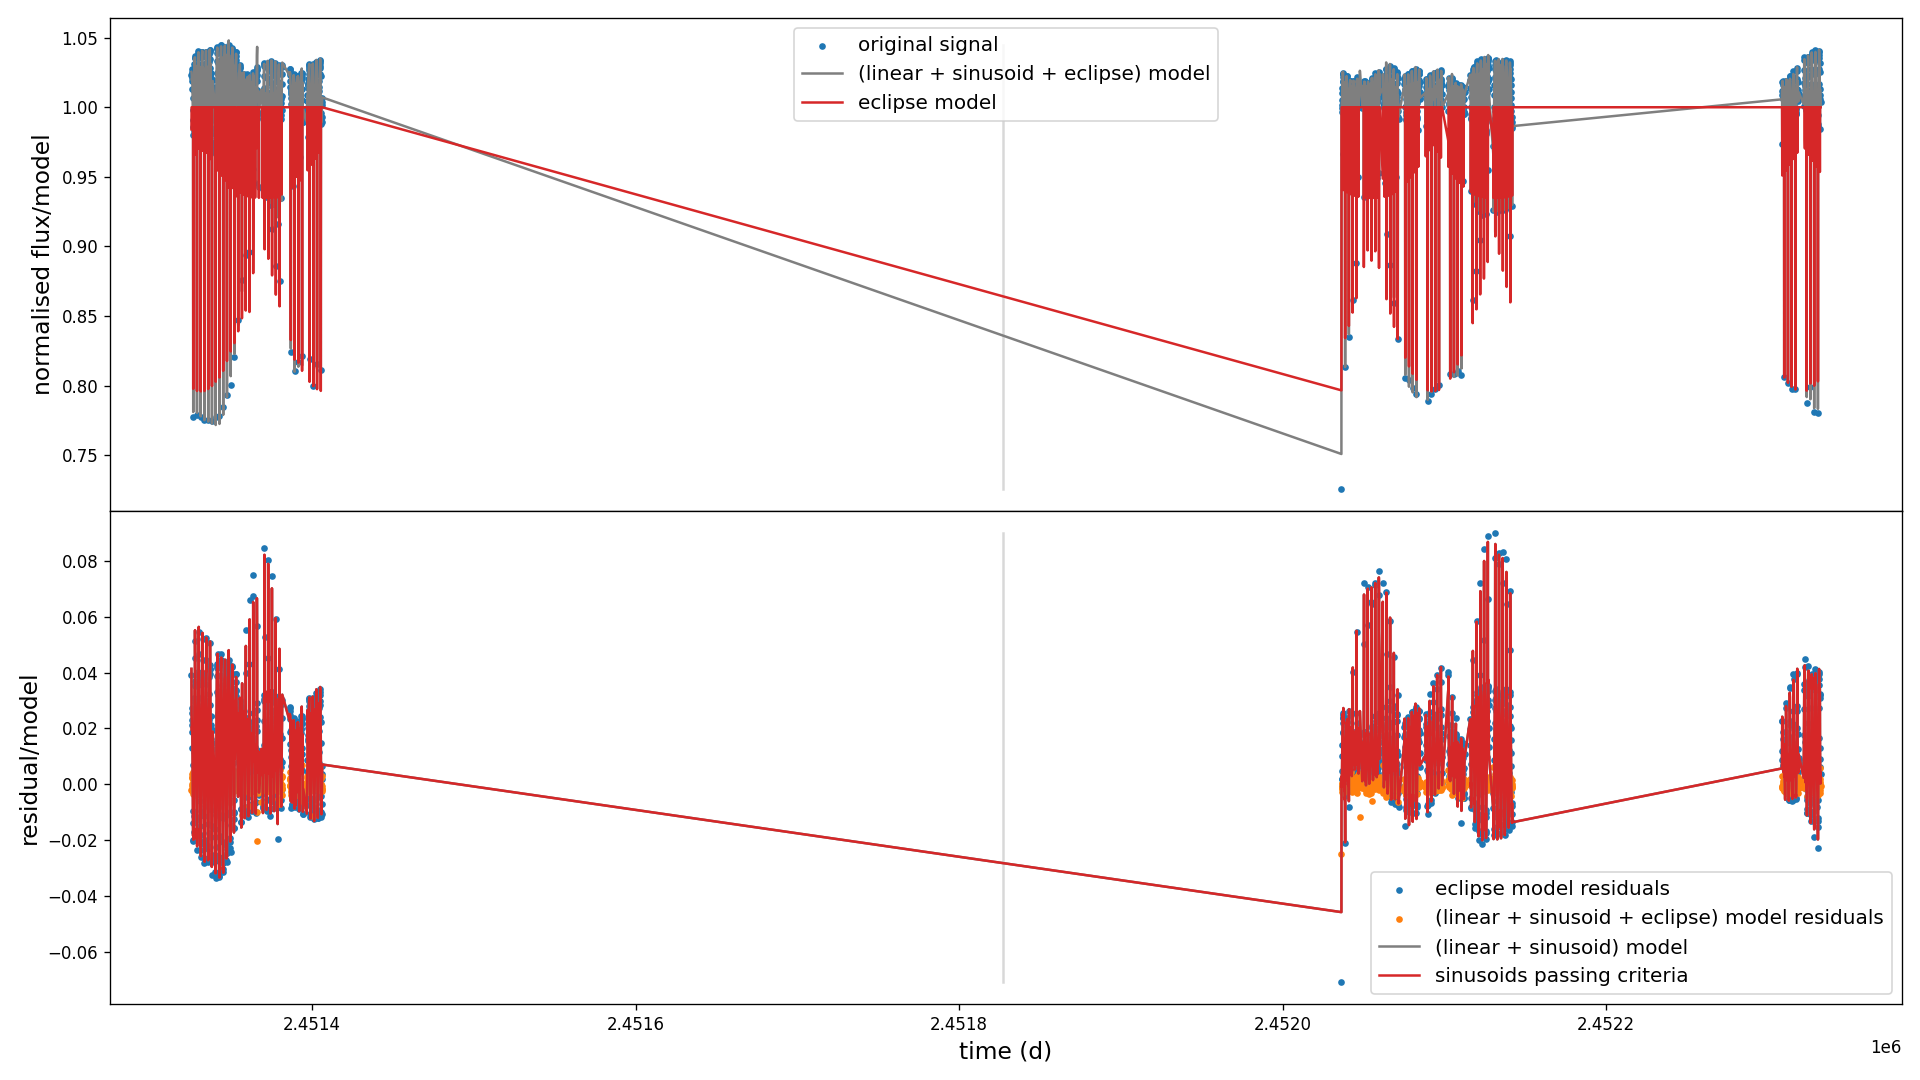 original signal
(linear + sinusoid + eclipse) model
eclipse model
normalised flux/model
1.05
1.00
0.95
0.90
0.85
0.80
0.75
residual/model
0.08
0.06
0.04
0.02
0.00
−0.02
−0.04
−0.06
eclipse model residuals
(linear + sinusoid + eclipse) model residuals
(linear + sinusoid) model
sinusoids passing criteria
2.4514 2.4516 2.4518 2.4520 2.4522
time (d)
1e6